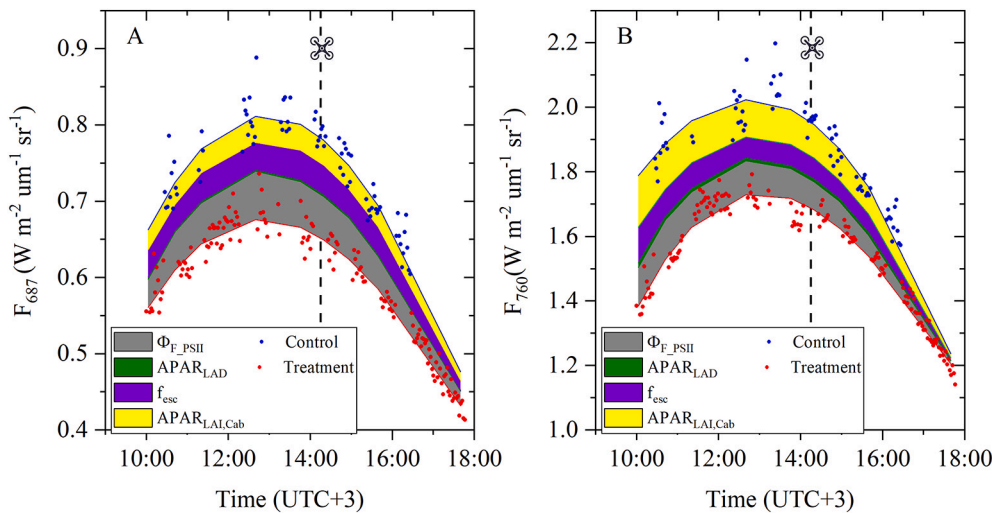 A
F687 (W m-2 um-1 sr-1)
0.9
0.8
0.7
0.6
0.5
0.4
ΦF_PSII
APARLAD
fesc
APARLAI,Cab
Control
Treatment
10:00 12:00 14:00 16:00 18:00
Time (UTC+3)
B
F760(W m-2 um-1 sr-1)
2.2
2.0
1.8
1.6
1.4
1.2
1.0
ΦF_PSII
APARLAD
fesc
APARLAI,Cab
Control
Treatment
10:00 12:00 14:00 16:00 18:00
Time (UTC+3)